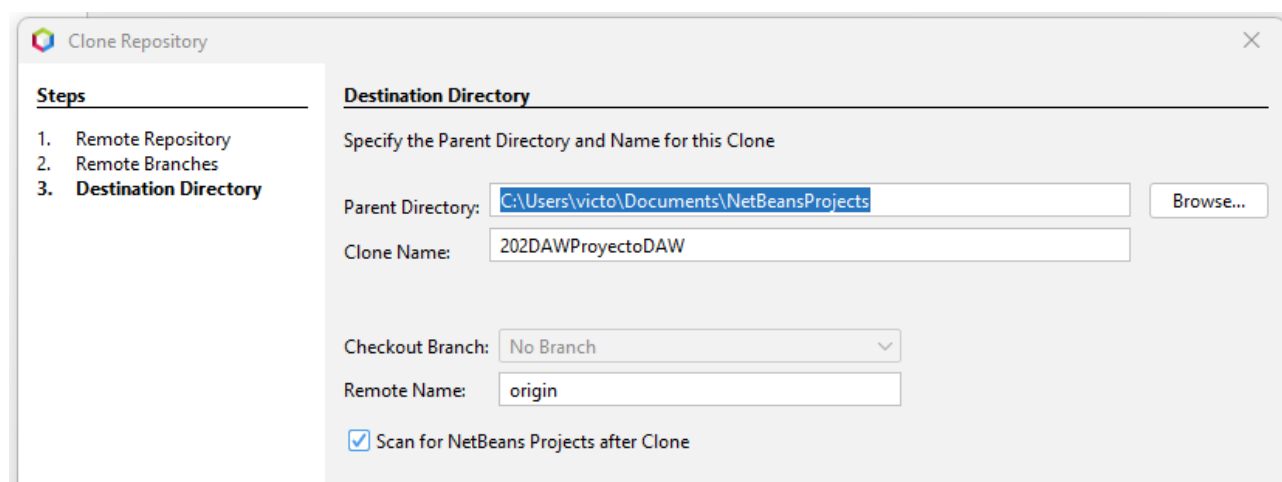 Clone Repository
Steps
1. Remote Repository
2. Remote Branches
3. Destination Directory
Destination Directory
Specify the Parent Directory and Name for this Clone
Parent Directory: C:\Users\victo\Documents\NetBeansProjects Browse...
Clone Name: 202DAWProyectoDAW
Checkout Branch: No Branch
Remote Name: origin
Scan for NetBeans Projects after Clone